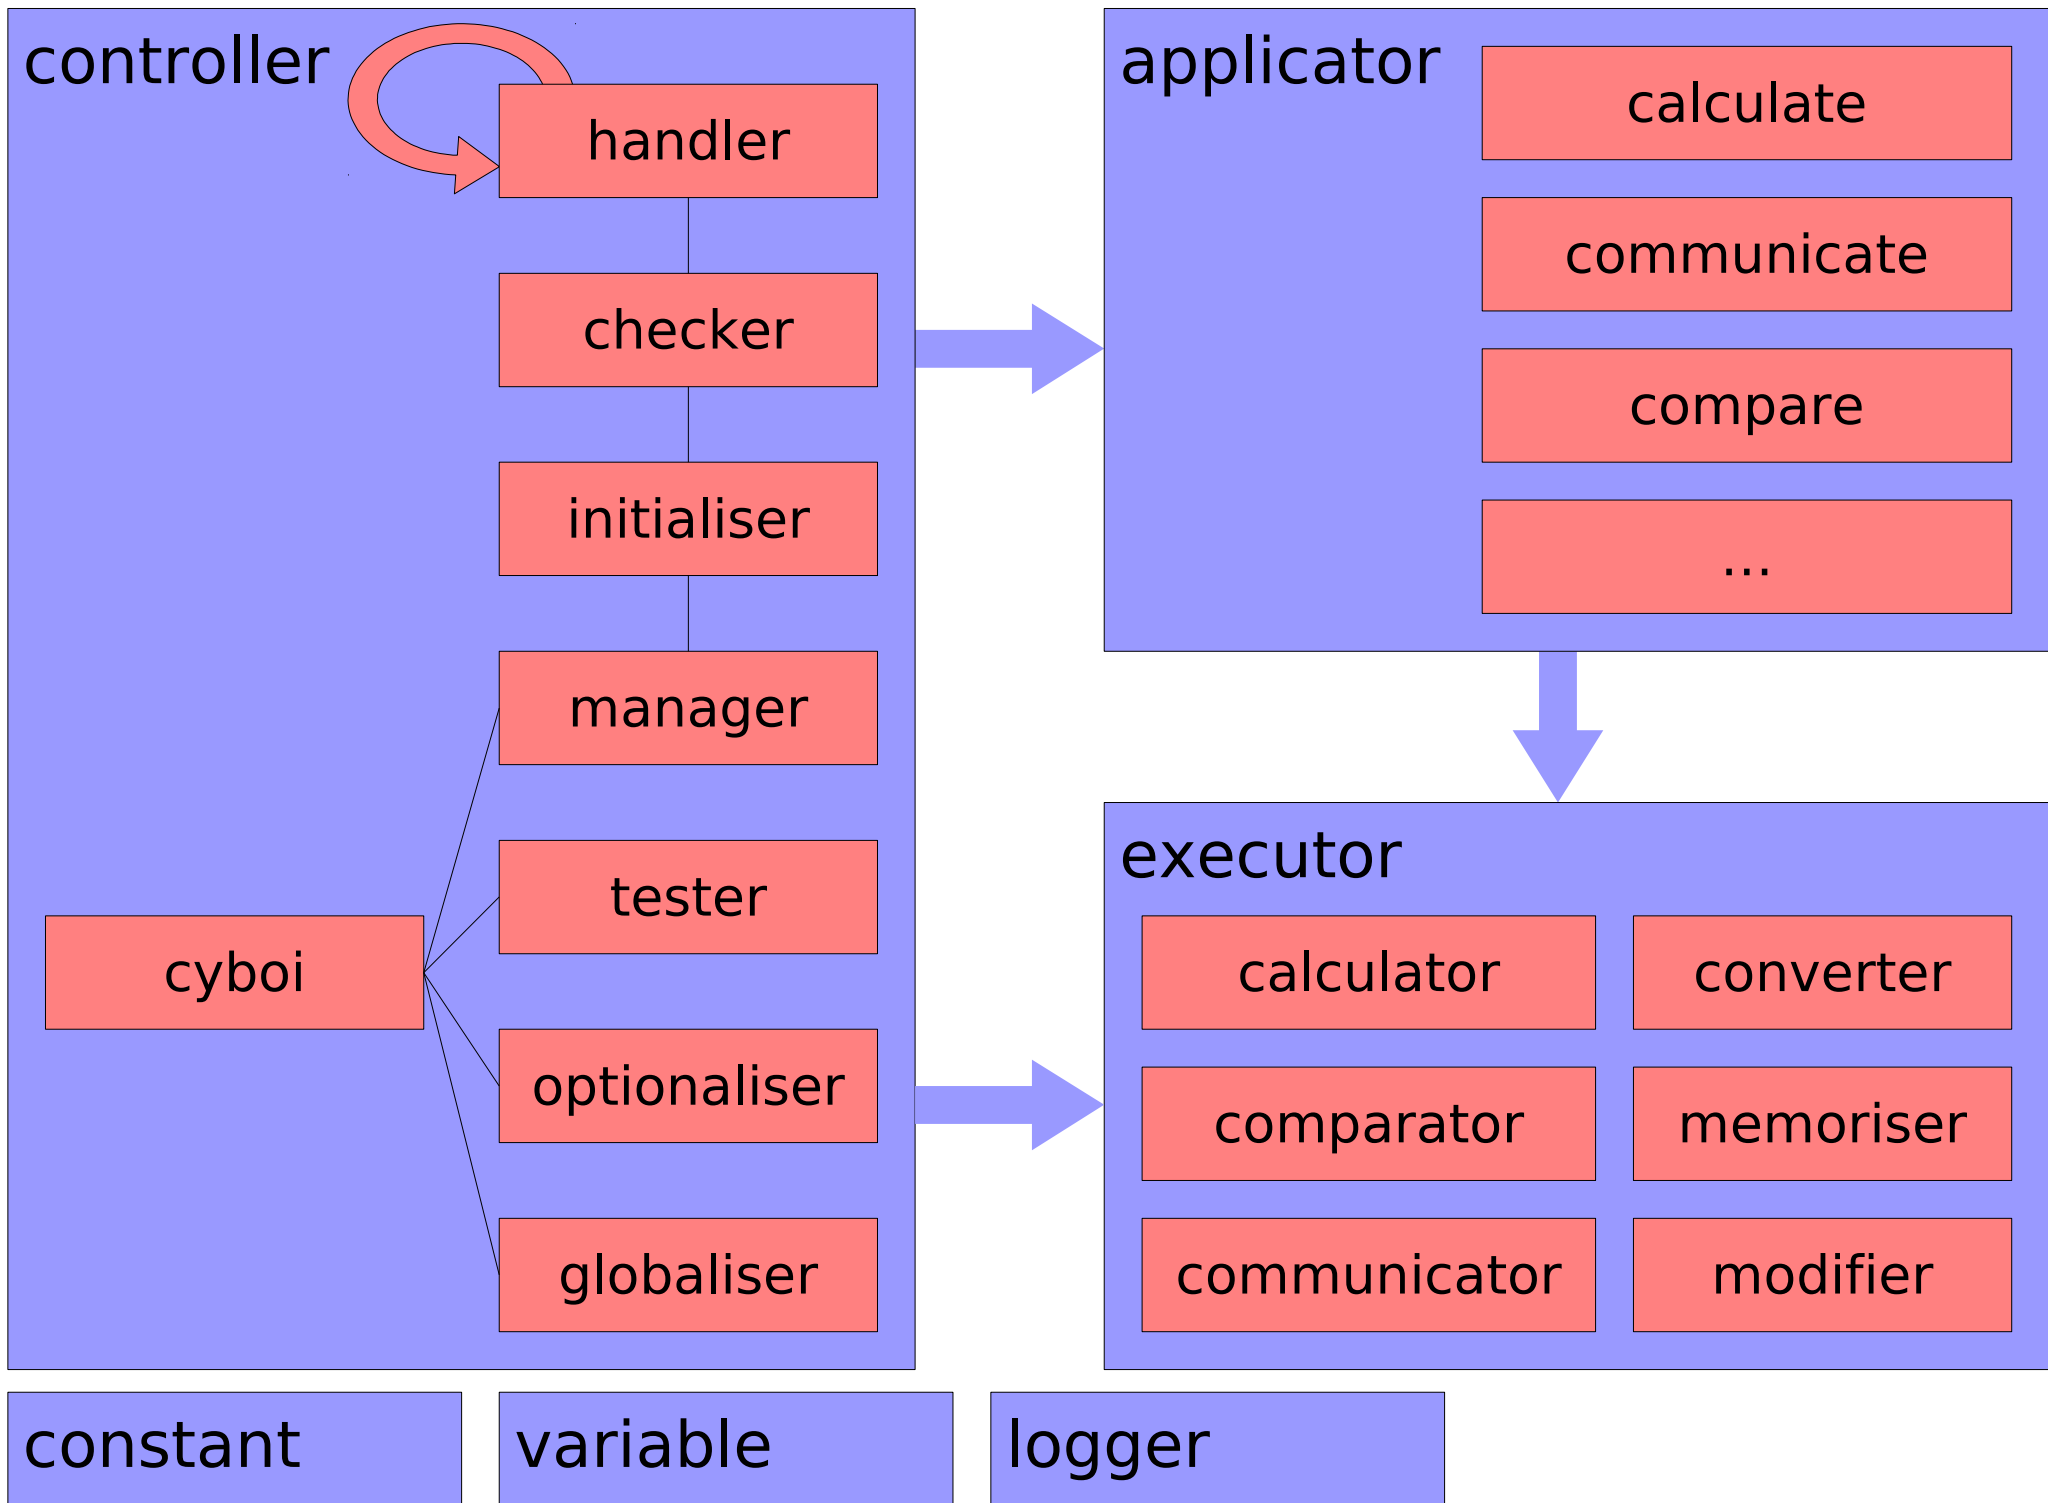 controller
handler
checker
initialiser
manager
tester
cyboi
optionaliser
globaliser
applicator
calculate
communicate
compare
...
executor
calculator
converter
comparator
memoriser
communicator
modifier
constant
variable
logger